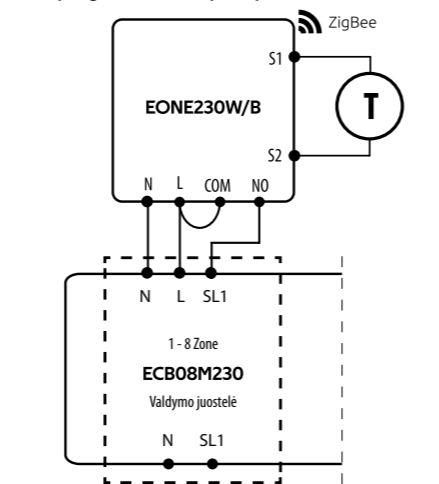 ZigBee
S1
EONE230W/B
T
S2
N L COM NO
N L SL1
1 - 8 Zone
ECB08M230
Valdymo juostelė
N SL1